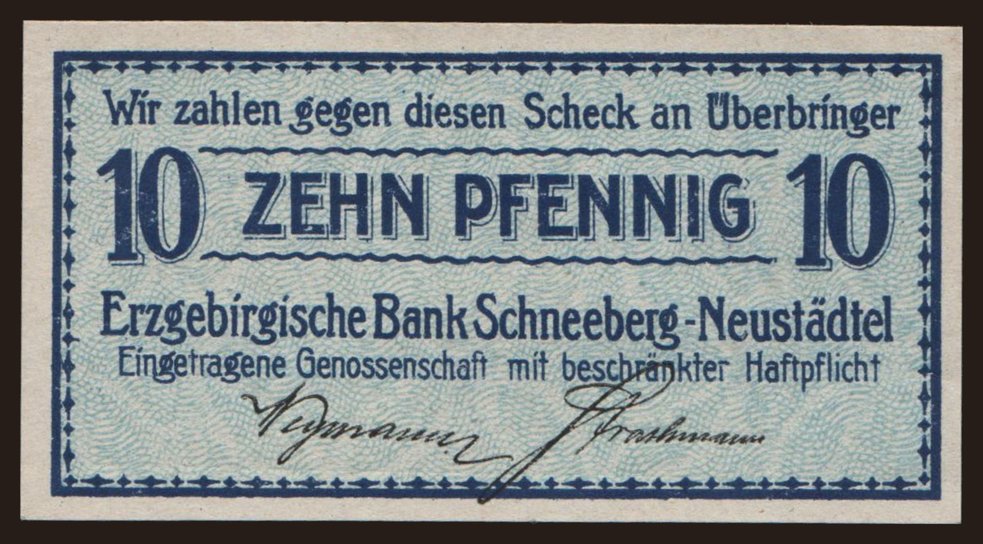 Wir zahlen gegen diesen Scheck an Überbringer
10 ZEHN PFENNIG 10
Erzgebirgische Bank Schneeberg-Neustädtel
Eingetragene Genossenschaft mit beschränkter Haftpflicht